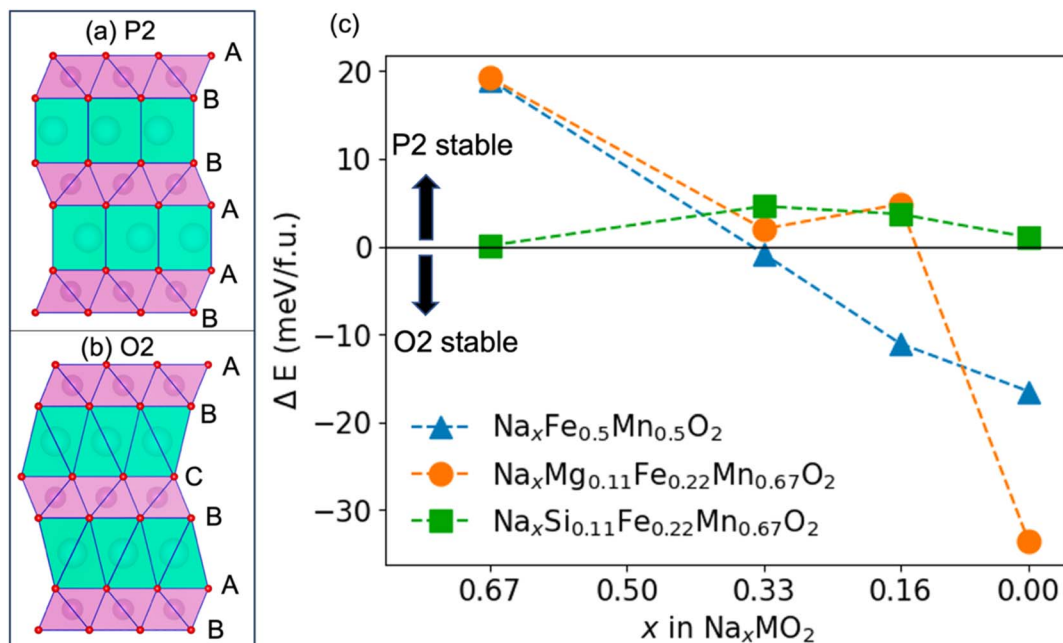 (a) P2
A
B
B
A
A
B
(b) O2
A
B
C
B
A
B
(c)
20
10
0
−10
−20
−30
Δ E (meV/f.u.)
P2 stable
O2 stable
NaₓFe₀.₅Mn₀.₅O₂
NaₓMg₀.₁₁Fe₀.₂₂Mn₀.₆₇O₂
NaₓSi₀.₁₁Fe₀.₂₂Mn₀.₆₇O₂
0.67 0.50 0.33 0.16 0.00
x in NaₓMO₂